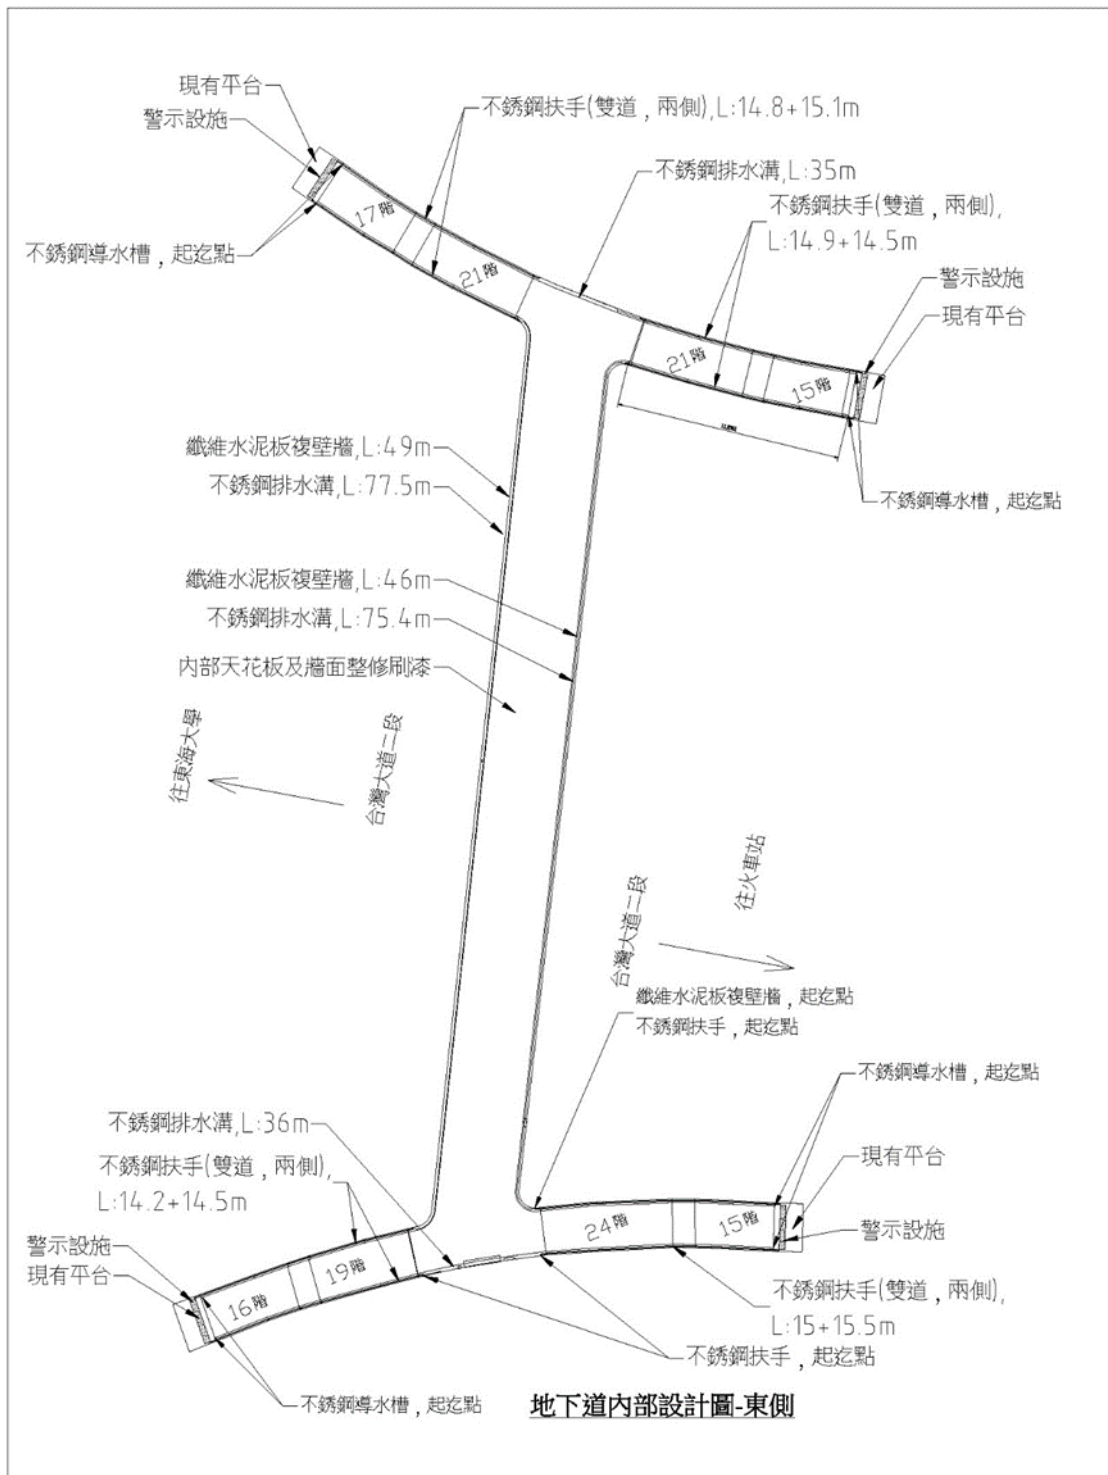 現有平台
警示設施
不銹鋼扶手(雙道，兩側),L:14.8+15.1m
不銹鋼排水溝,L:35m
不銹鋼扶手(雙道，兩側),
L:14.9+14.5m
17階
不銹鋼導水槽，起迄點
21階
警示設施
現有平台
21階
15階
纖維水泥板複壁牆,L:49m
不銹鋼排水溝,L:77.5m
不銹鋼導水槽，起迄點
纖維水泥板複壁牆,L:46m
不銹鋼排水溝,L:75.4m
內部天花板及牆面整修刷漆
往東海大學
台灣大道二段
往火車站
台灣大道二段
纖維水泥板複壁牆，起迄點
不銹鋼扶手，起迄點
不銹鋼導水槽，起迄點
不銹鋼排水溝,L:36m
現有平台
不銹鋼扶手(雙道，兩側),
L:14.2+14.5m
24階
15階
警示設施
警示設施
現有平台
19階
16階
不銹鋼扶手(雙道，兩側),
L:15+15.5m
不銹鋼扶手，起迄點
不銹鋼導水槽，起迄點
地下道內部設計圖-東側